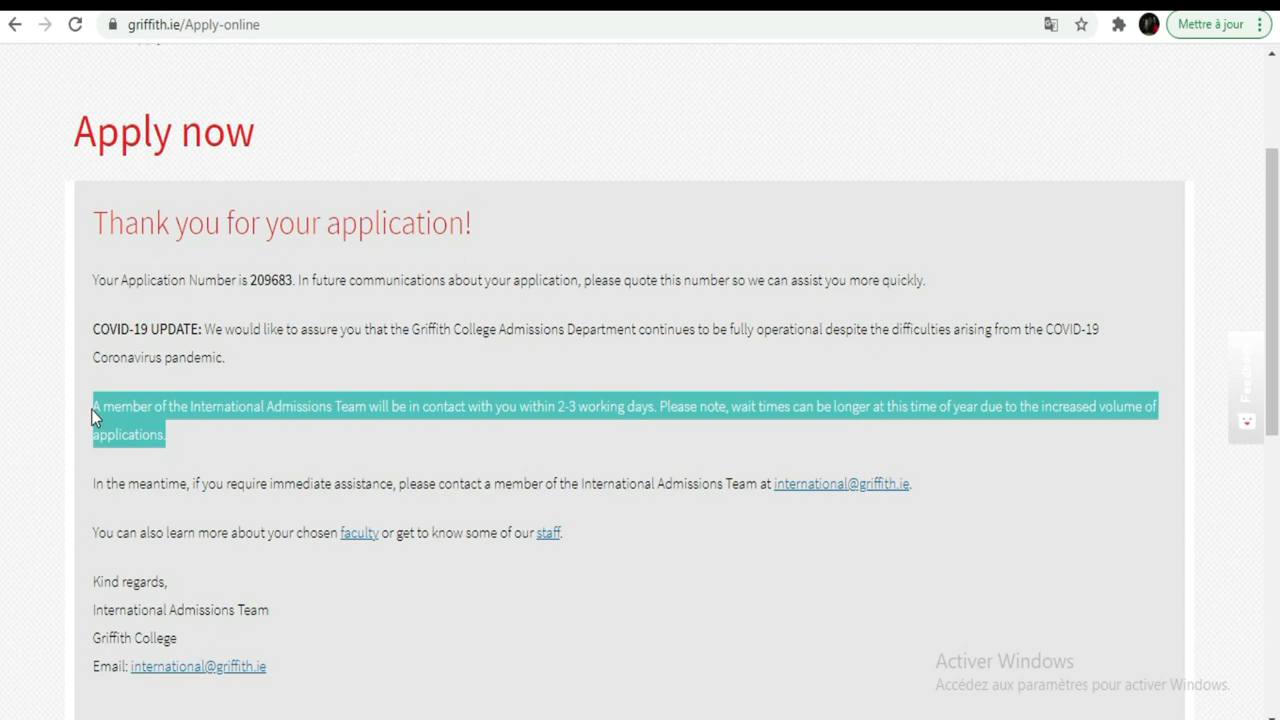 griffith.ie/Apply-online
Mettre à jour
Apply now
Thank you for your application!
Your Application Number is 209683. In future communications about your application, please quote this number so we can assist you more quickly.
COVID-19 UPDATE: We would like to assure you that the Griffith College Admissions Department continues to be fully operational despite the difficulties arising from the COVID-19
Coronavirus pandemic.
A member of the International Admissions Team will be in contact with you within 2-3 working days. Please note, wait times can be longer at this time of year due to the increased volume of
applications.
In the meantime, if you require immediate assistance, please contact a member of the International Admissions Team at international@griffith.ie.
You can also learn more about your chosen faculty or get to know some of our staff.
Kind regards,
International Admissions Team
Griffith College
Email: international@griffith.ie
Feedback
Activer Windows
Accédez aux paramètres pour activer Windows.